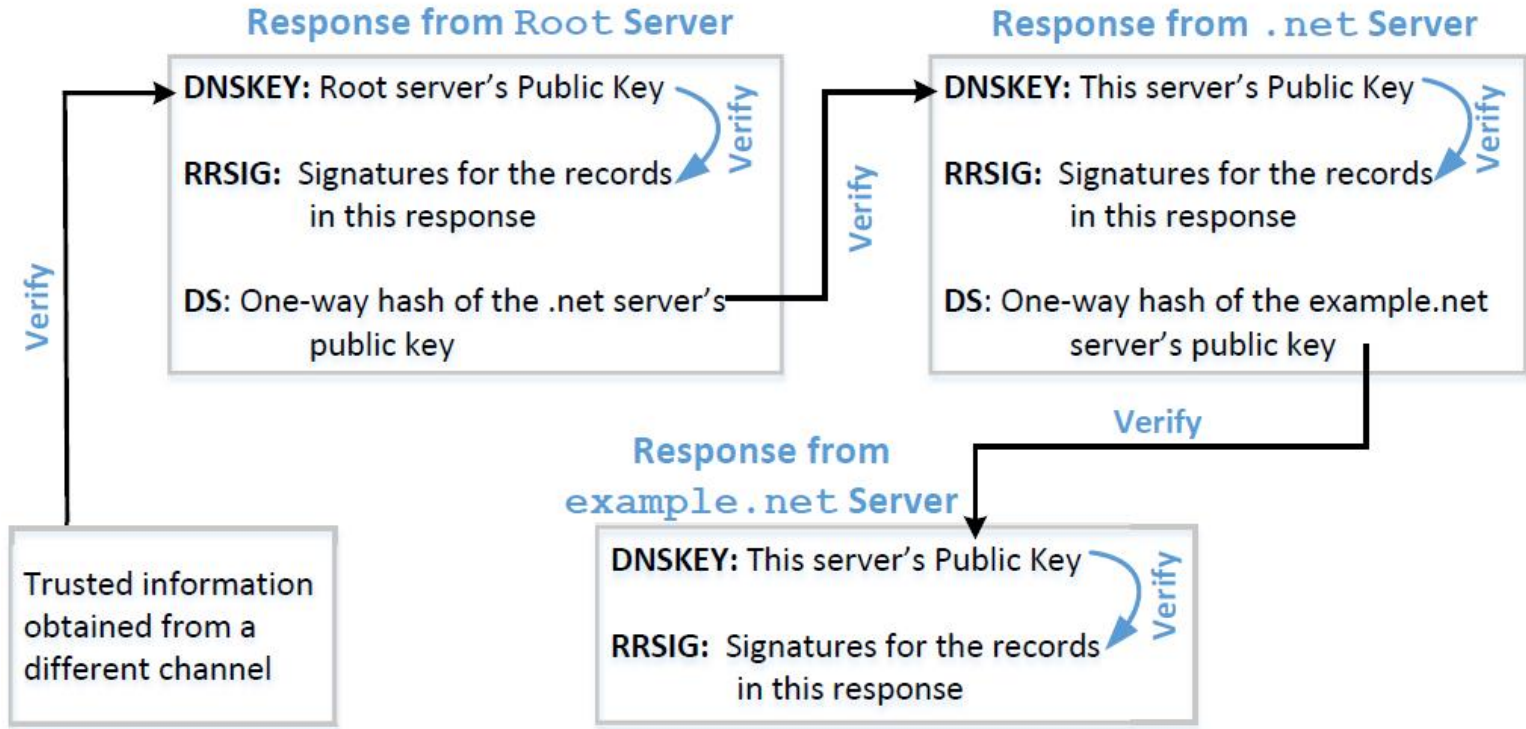 Response from Root Server
DNSKEY: Root server’s Public Key
Verify
RRSIG: Signatures for the records
in this response
DS: One-way hash of the .net server’s
public key
Verify
Verify
Response from .net Server
DNSKEY: This server’s Public Key
Verify
RRSIG: Signatures for the records
in this response
DS: One-way hash of the example.net
server’s public key
Verify
Response from
example.net Server
DNSKEY: This server’s Public Key
Verify
RRSIG: Signatures for the records
in this response
Trusted information
obtained from a
different channel